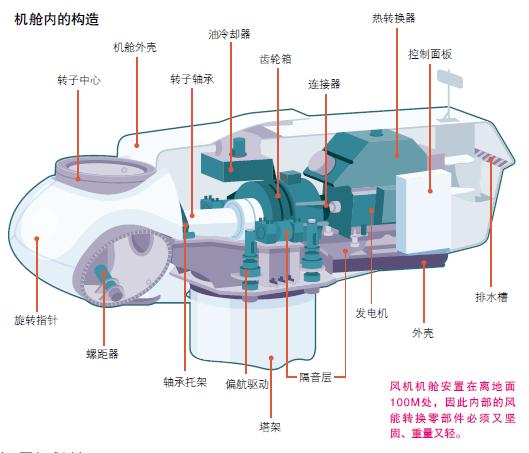 机舱内的构造
热转换器
油冷却器
机舱外壳
控制面板
齿轮箱
转子中心
转子轴承
连接器
排水槽
发电机
旋转指针
外壳
螺距器
轴承托架
偏航驱动
隔音层
塔架
风机机舱安置在离地面
100M处，因此内部的风
能转换零部件必须又坚
固、重量又轻。